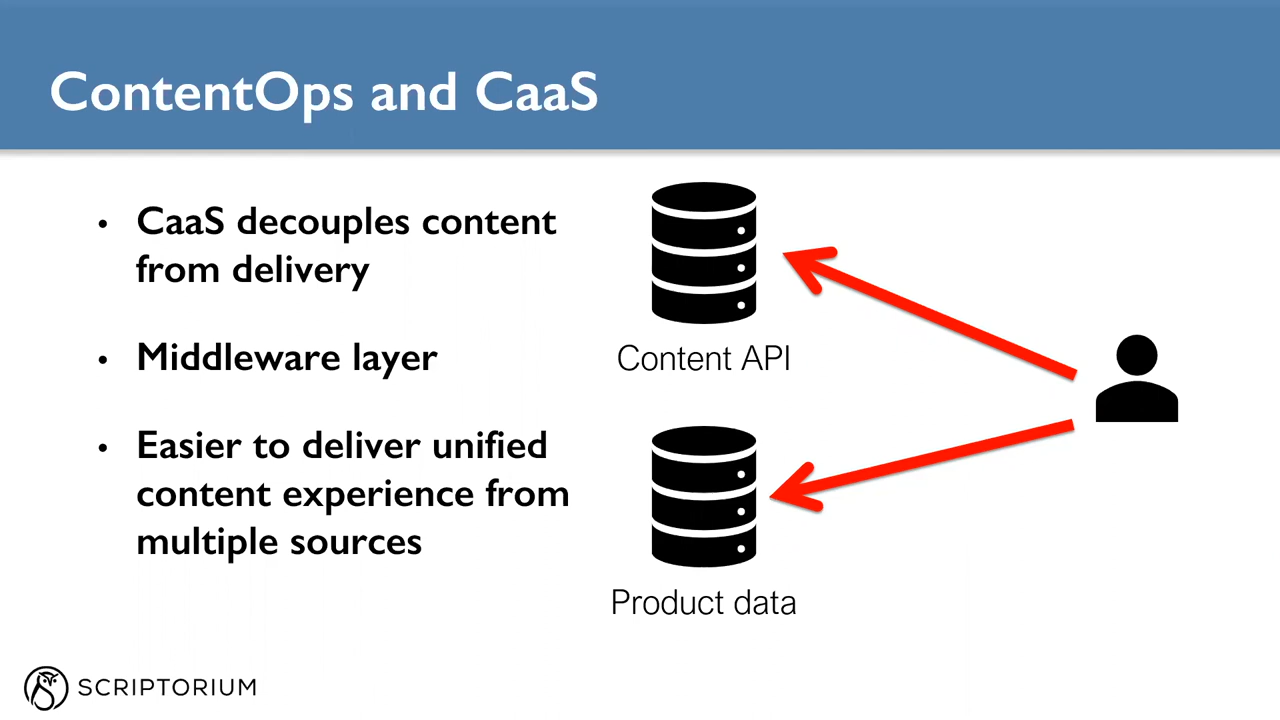 ContentOps and CaaS
• CaaS decouples content
from delivery
• Middleware layer
• Easier to deliver unified
content experience from
multiple sources
Content API
Product data
SCRIPTORIUM